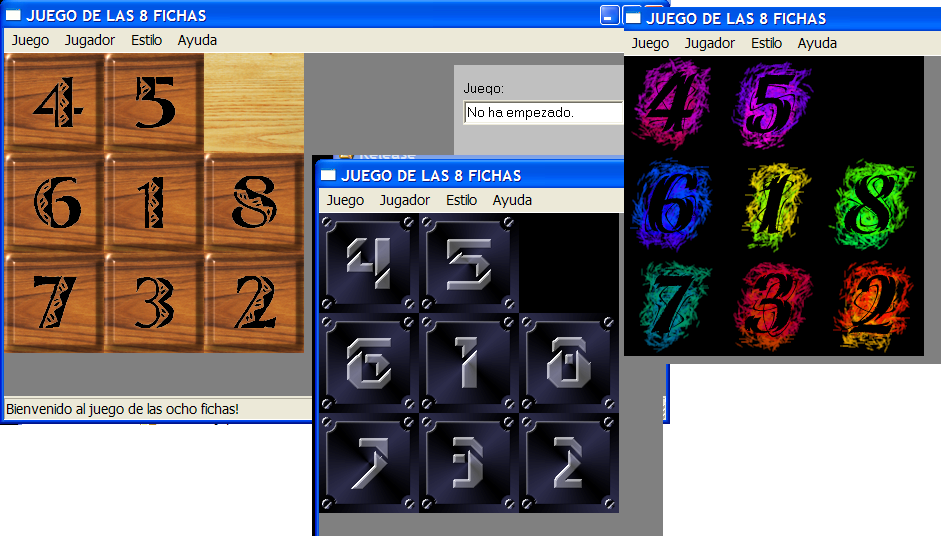 JUEGO DE LAS 8 FICHAS
Juego Jugador Estilo Ayuda
4 5
6 1 8
7 3 2
Juego:
No ha empezado.
Bienvenido al juego de las ocho fichas!
Release
JUEGO DE LAS 8 FICHAS
Juego Jugador Estilo Ayuda
4 5
6 1 8
7 3 2
JUEGO DE LAS 8 FICHAS
Juego Jugador Estilo Ayuda
4 5
6 1 8
7 3 2